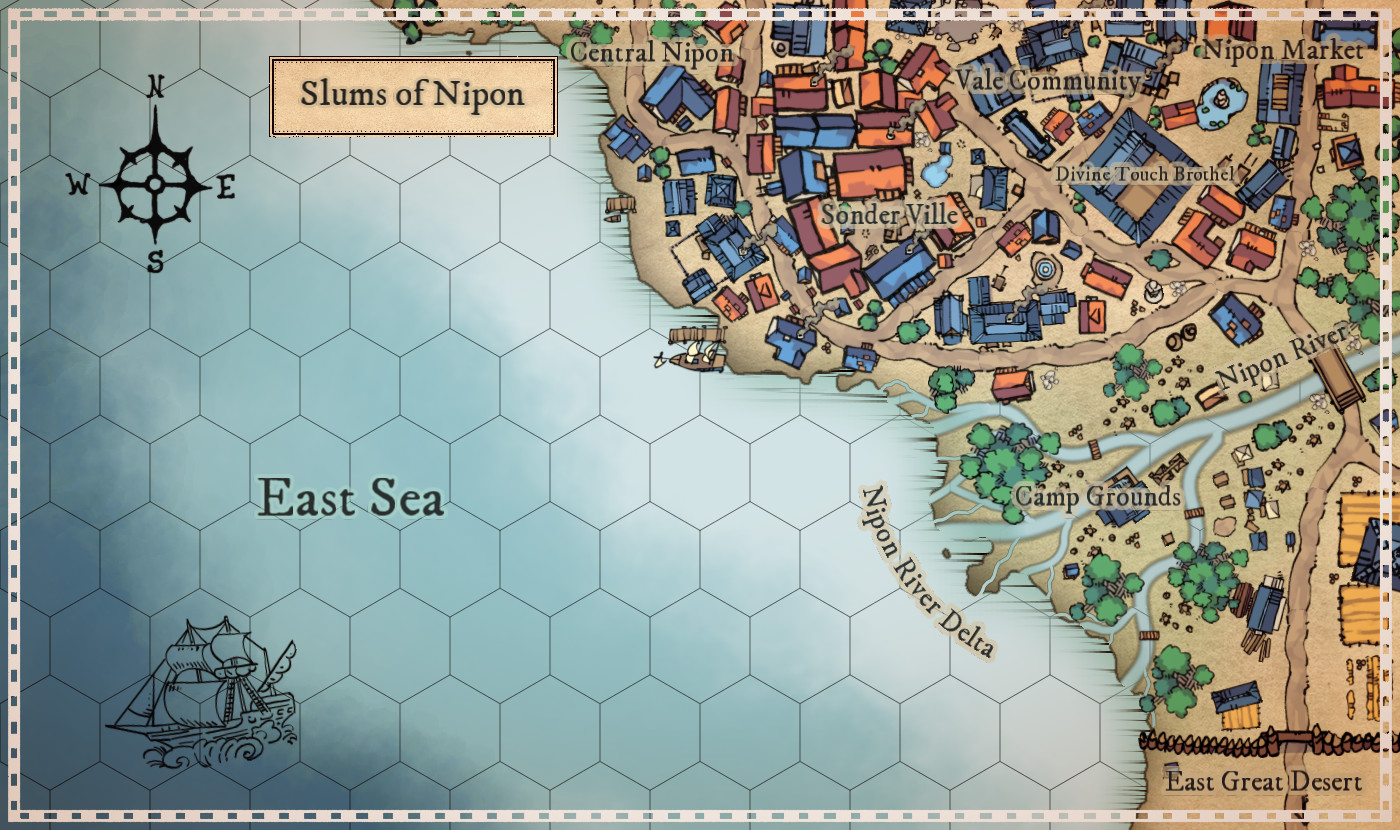 Central Nipon
Nipon Market
Vale Community
Slums of Nipon
N
W
E
S
Divine Touch Brothel
Sonder Ville
Nipon River
East Sea
Camp Grounds
Nipon River Delta
East Great Desert